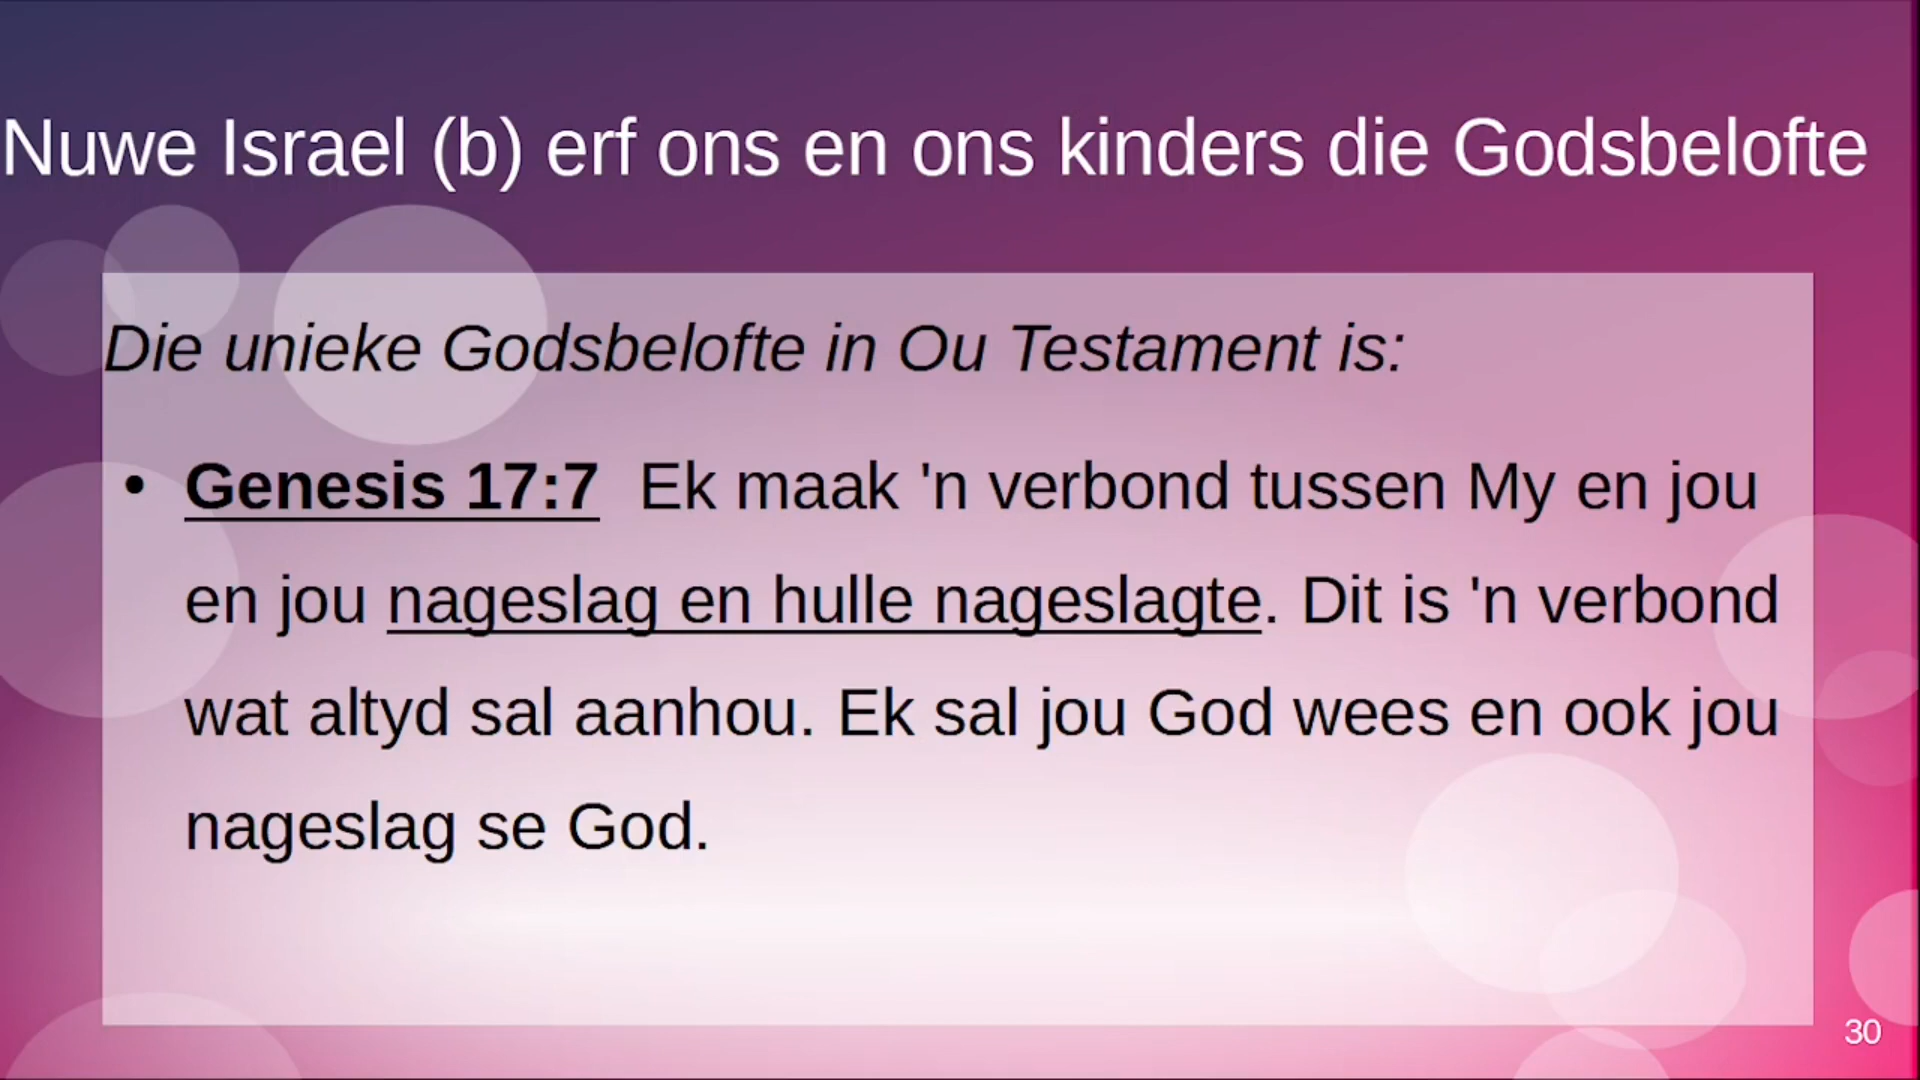 Nuwe Israel (b) erf ons en ons kinders die Godsbelofte
Die unieke Godsbelofte in Ou Testament is:
• Genesis 17:7  Ek maak 'n verbond tussen My en jou
en jou nageslag en hulle nageslagte. Dit is 'n verbond
wat altyd sal aanhou. Ek sal jou God wees en ook jou
nageslag se God.
30